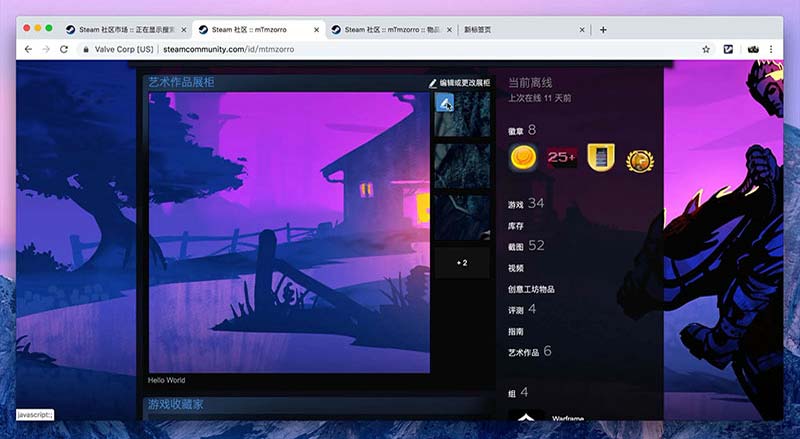 Steam 社区市场 :: 正在显示搜索
Steam 社区 :: mTmzorro
Steam 社区 :: mTmzorro :: 物品
新标签页
Valve Corp [US] | steamcommunity.com/id/mtmzorro
艺术作品展柜
编辑或更改展柜
当前离线
上次在线 11 天前
徽章 8
25+
游戏 34
库存
截图 52
视频
+ 2
创意工坊物品
评测 4
指南
艺术作品 6
Hello World
组 4
游戏收藏家
javascript:;
Warframe